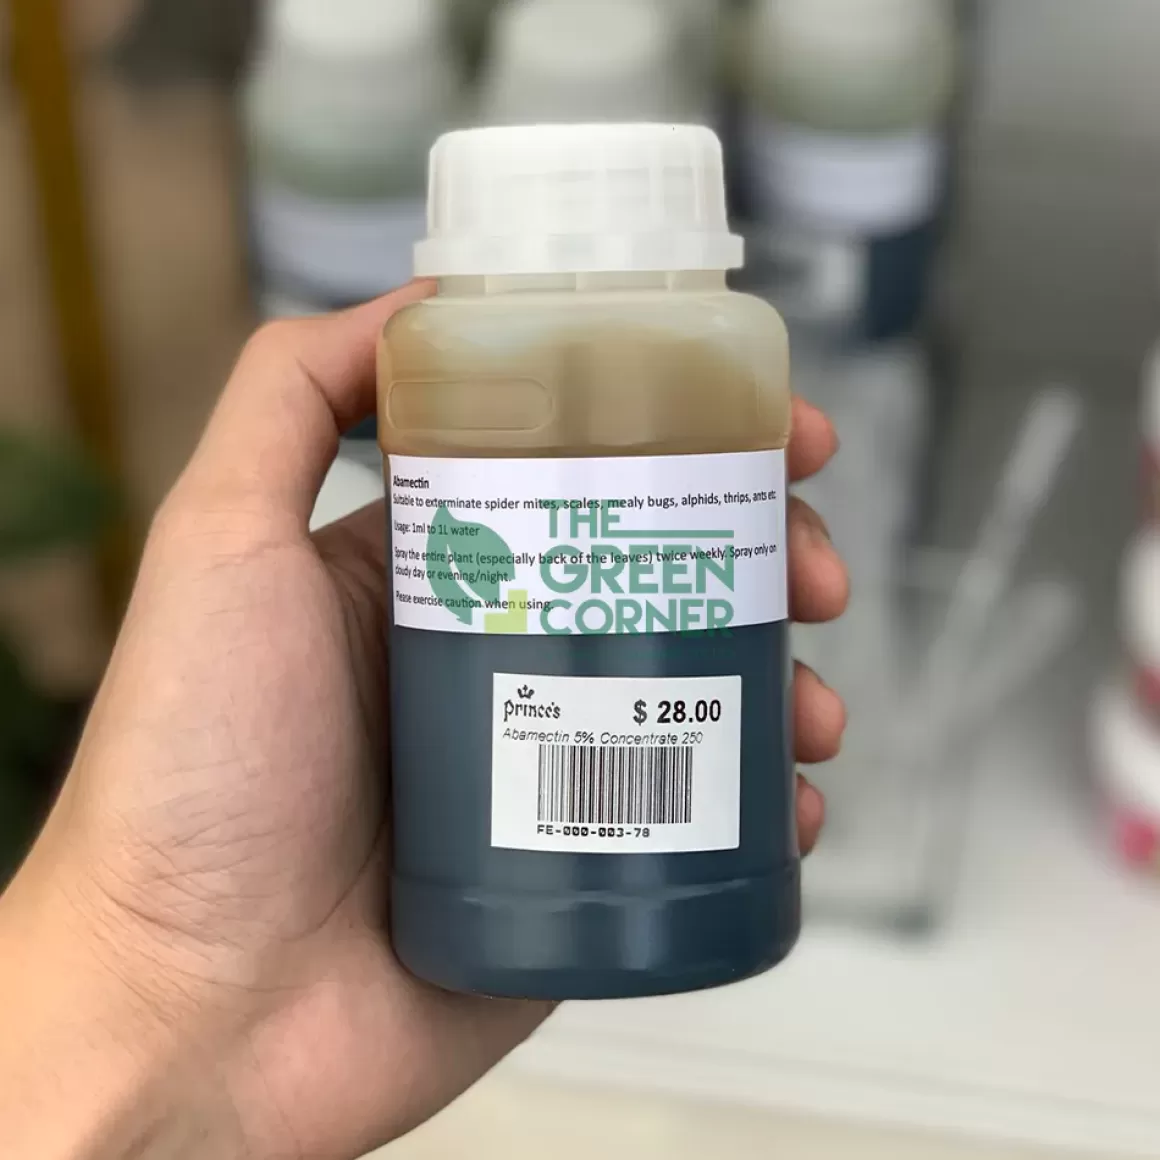 Abamectin
Suitable to exterminate spider mites, scales, mealy bugs, alphids, thrips, ants etc
Usage: 1ml to 1L water
Spray the entire plant (especially back of the leaves) twice weekly. Spray only on
cloudy day or evening/night.
Please exercise caution when using.
THE
GREEN
CORNER
prince's
$ 28.00
Abamectin 5% Concentrate 250
FE-000-003-78